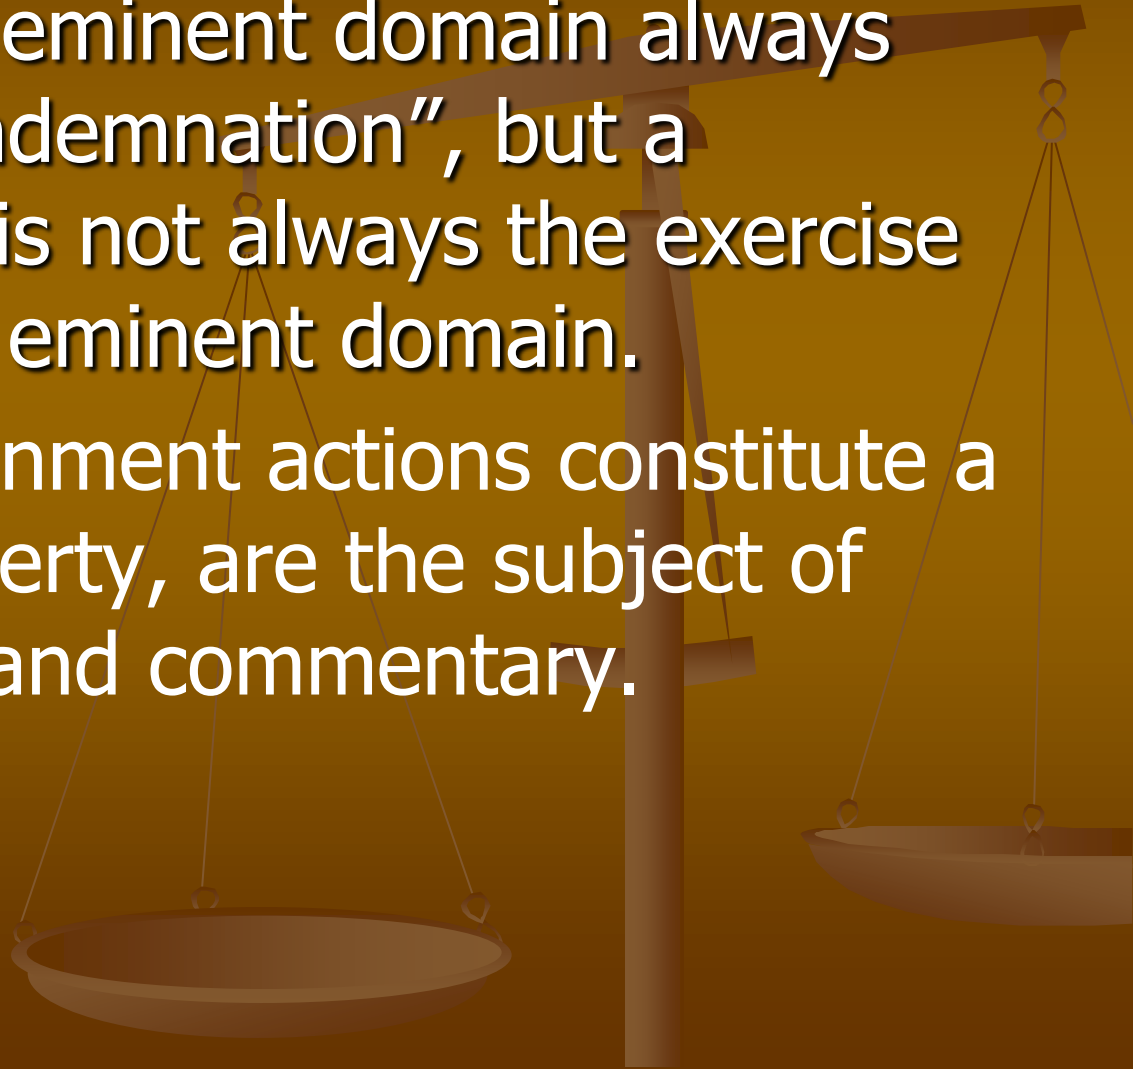 eminent domain always
demnation”, but a
is not always the exercise
eminent domain.
nment actions constitute a
erty, are the subject of
and commentary.